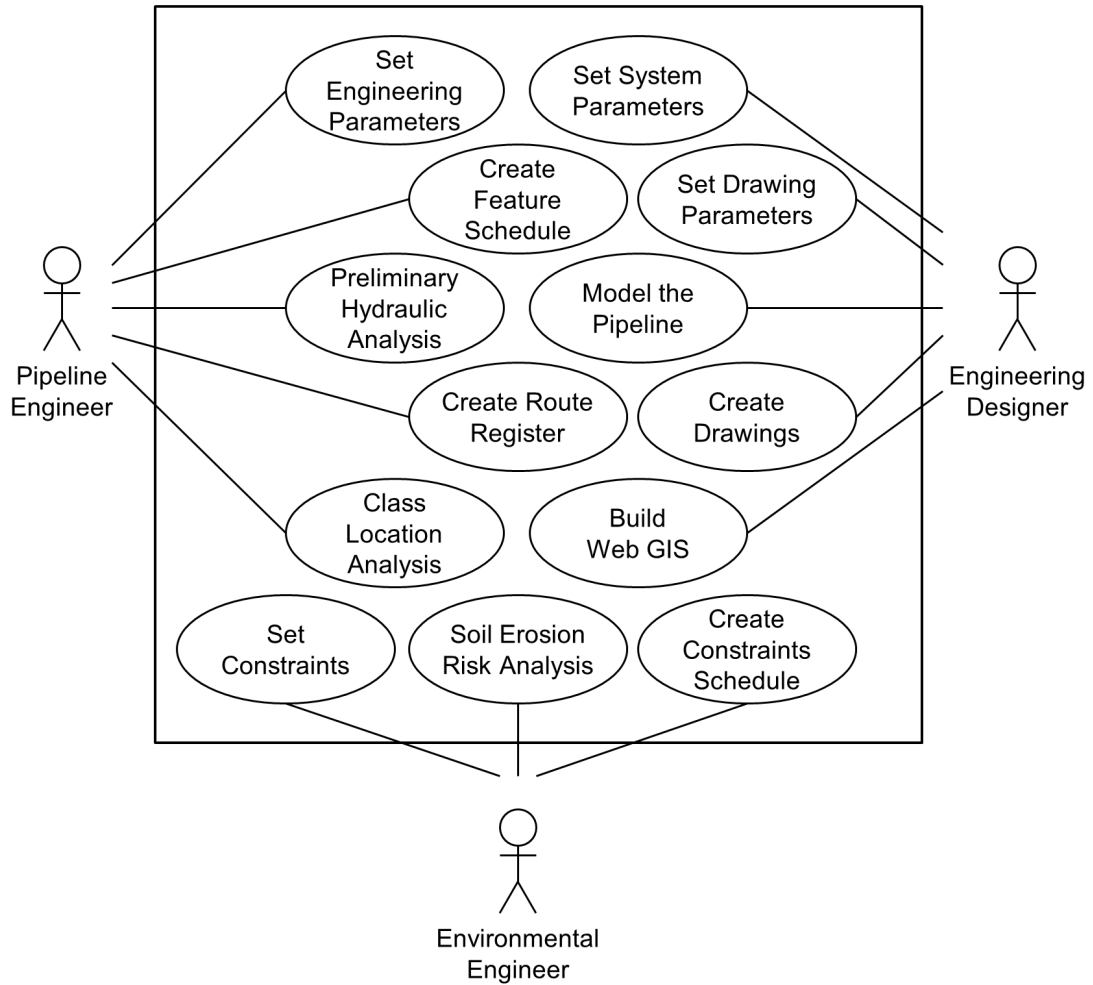 Set
Engineering
Parameters
Set System
Parameters
Create
Feature
Schedule
Set Drawing
Parameters
Preliminary
Hydraulic
Analysis
Model the
Pipeline
Pipeline
Engineer
Engineering
Designer
Create Route
Register
Create
Drawings
Class
Location
Analysis
Build
Web GIS
Set
Constraints
Soil Erosion
Risk Analysis
Create
Constraints
Schedule
Environmental
Engineer